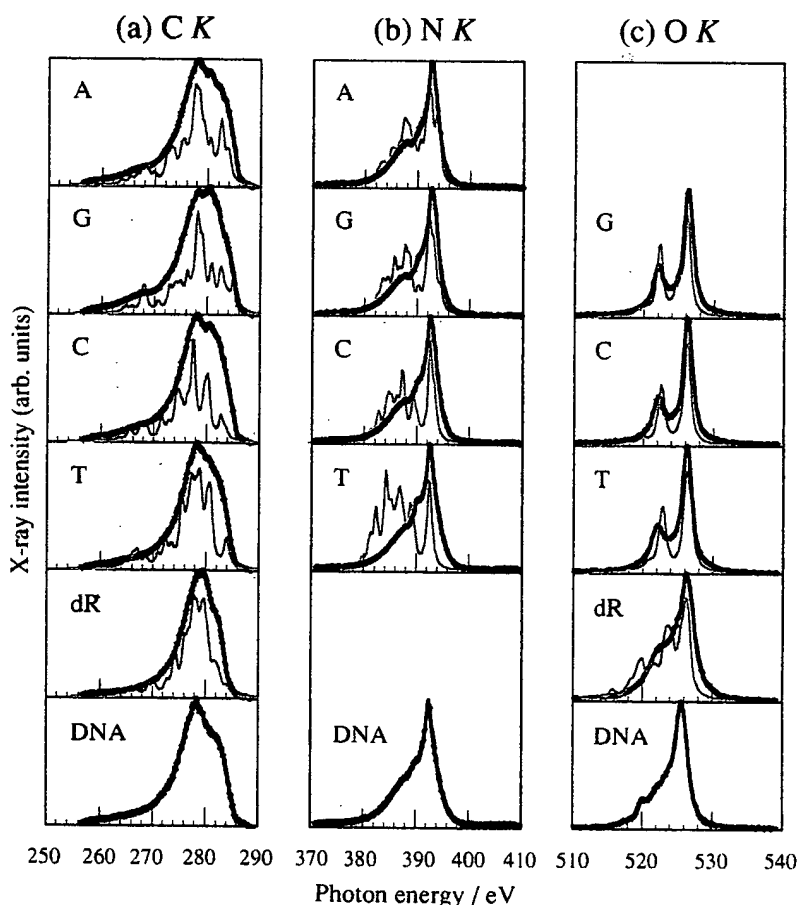 (a) C K
(b) N K
(c) O K
A
A
G
G
G
C
C
C
T
T
T
dR
dR
DNA
DNA
DNA
X-ray intensity (arb. units)
250 260 270 280 290
370 380 390 400 410
510 520 530 540
Photon energy / eV